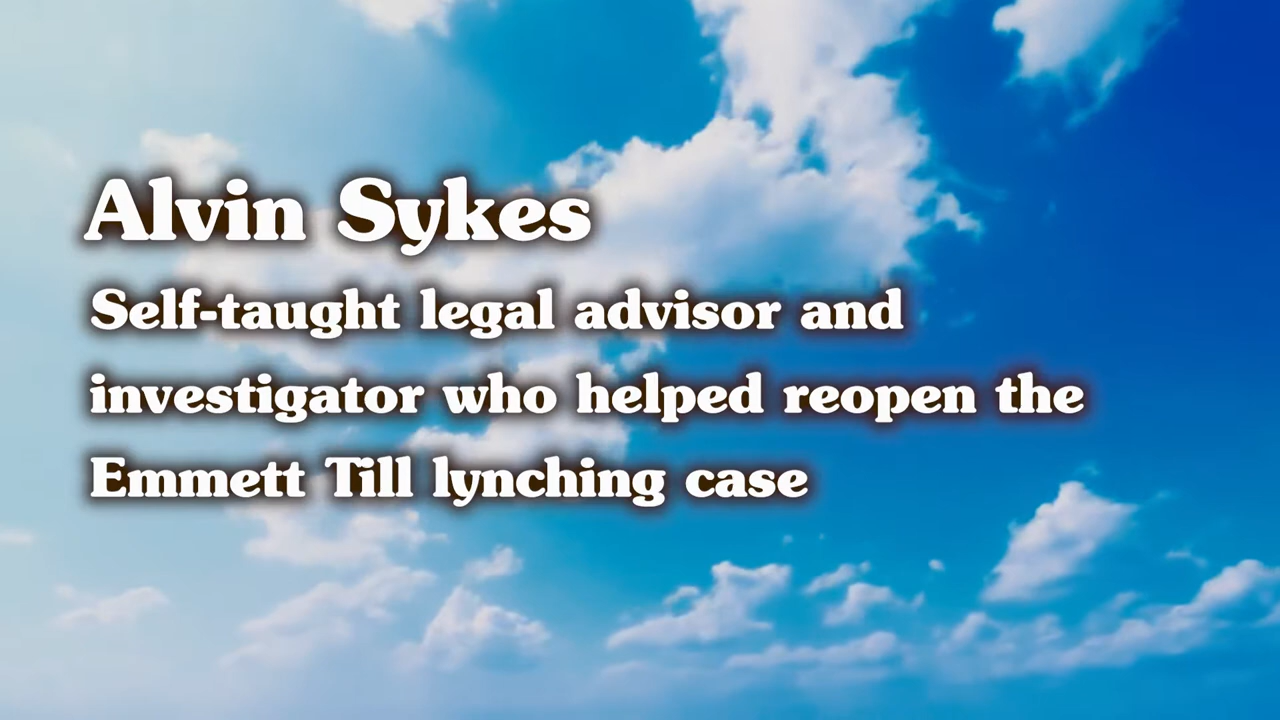 Alvin Sykes
Self-taught legal advisor and
investigator who helped reopen the
Emmett Till lynching case